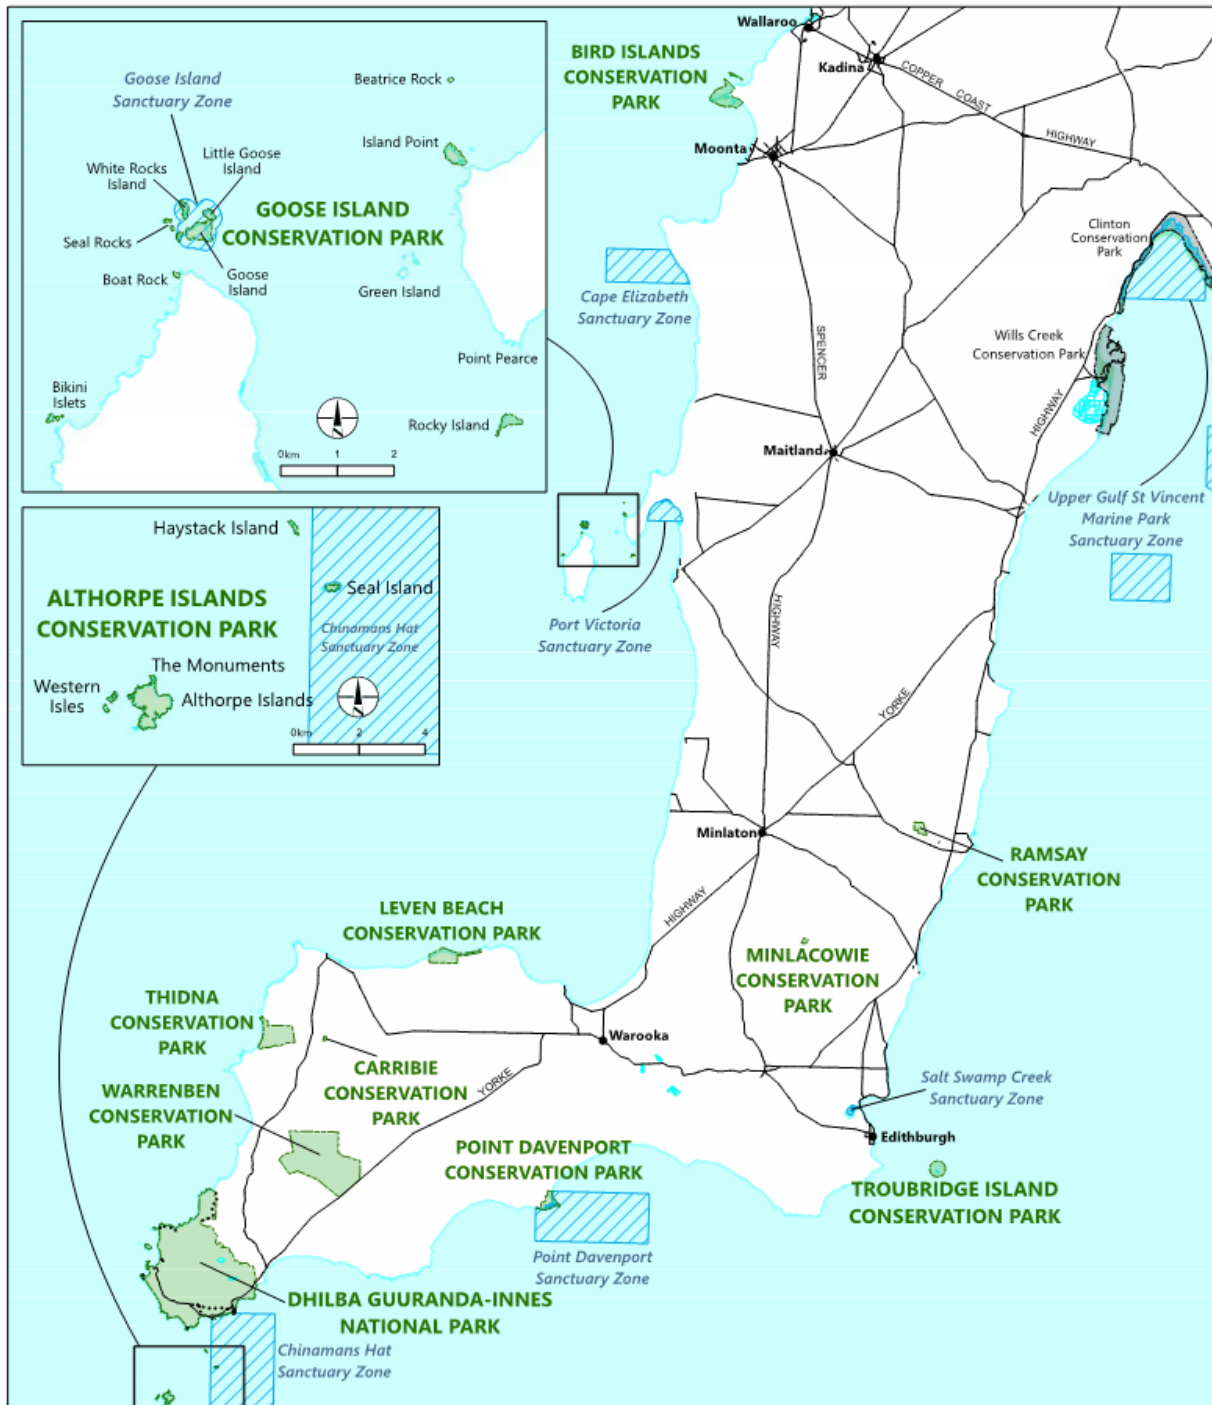 Wallaroo
BIRD ISLANDS
CONSERVATION
PARK
Kadina
COPPER
COAST
HIGHWAY
Moonta
Goose Island
Sanctuary Zone
Beatrice Rock
Island Point
Little Goose
Island
White Rocks
Island
GOOSE ISLAND
CONSERVATION PARK
Seal Rocks
Boat Rock
Goose
Island
Green Island
Point Pearce
Bikini
Islets
Rocky Island
N
0km
1
2
Clinton
Conservation
Park
Cape Elizabeth
Sanctuary Zone
SPENCER
Wills Creek
Conservation Park
HIGHWAY
Maitland
Upper Gulf St Vincent
Marine Park
Sanctuary Zone
Haystack Island
Seal Island
ALTHORPE ISLANDS
CONSERVATION PARK
Chinamans Hat
Sanctuary Zone
The Monuments
Western
Isles
Althorpe Islands
N
0km
2
4
Port Victoria
Sanctuary Zone
HIGHWAY
YORKE
Minlaton
RAMSAY
CONSERVATION
PARK
HIGHWAY
LEVEN BEACH
CONSERVATION PARK
MINLACOWIE
CONSERVATION
PARK
THIDNA
CONSERVATION
PARK
Warooka
CARRIBIE
CONSERVATION
PARK
YORKE
WARRENBEN
CONSERVATION
PARK
Salt Swamp Creek
Sanctuary Zone
Edithburgh
POINT DAVENPORT
CONSERVATION PARK
TROUBRIDGE ISLAND
CONSERVATION PARK
Point Davenport
Sanctuary Zone
DHILBA GUURANDA-INNES
NATIONAL PARK
Chinamans Hat
Sanctuary Zone